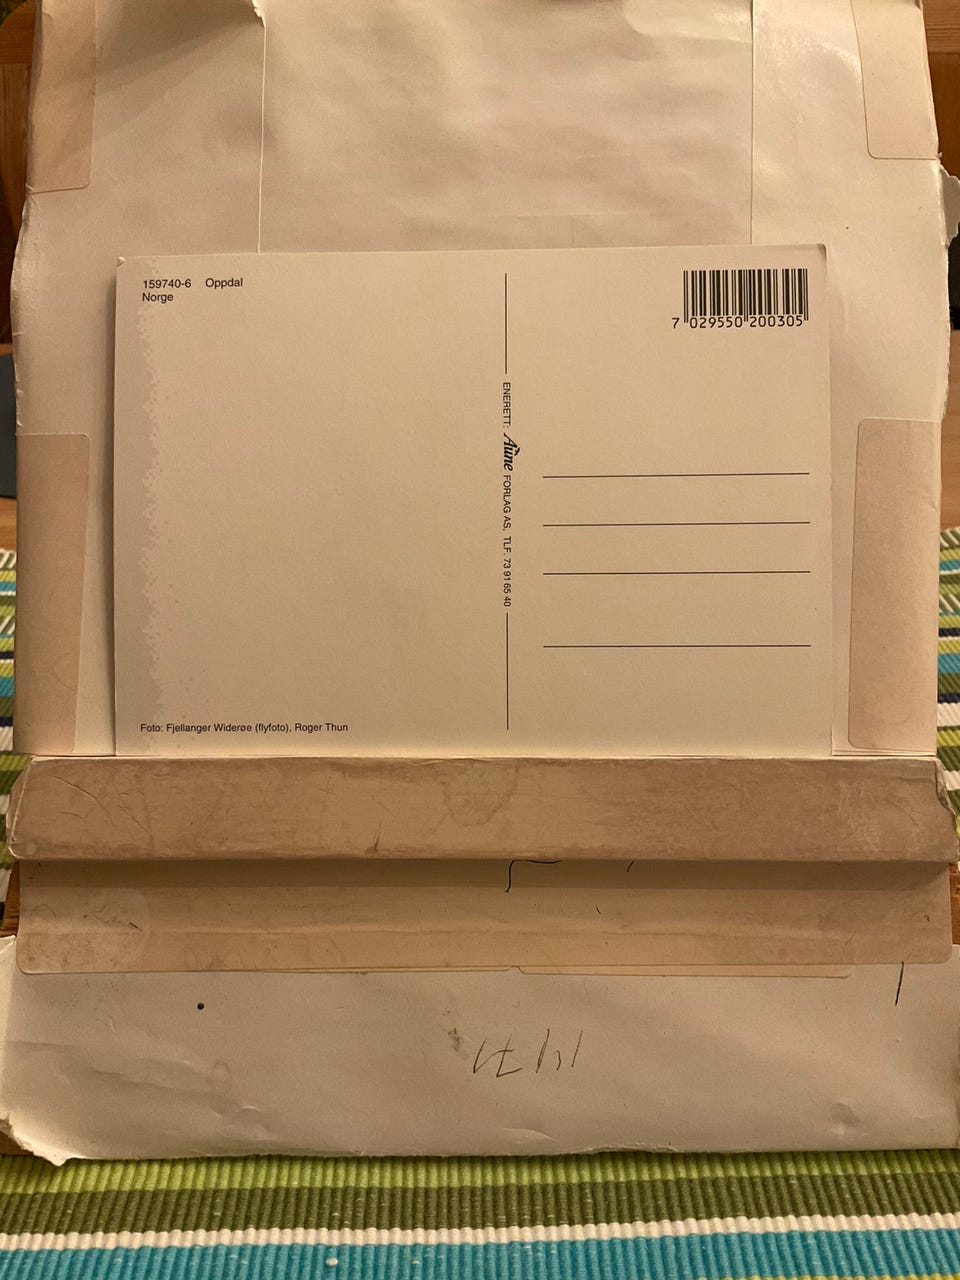 159740-6 Oppdal
Norge
7 029550 200305
ENERETT: Aune FORLAG AS, TLF. 73 91 65 40
Foto: Fjellanger Widerøe (flyfoto), Roger Thun